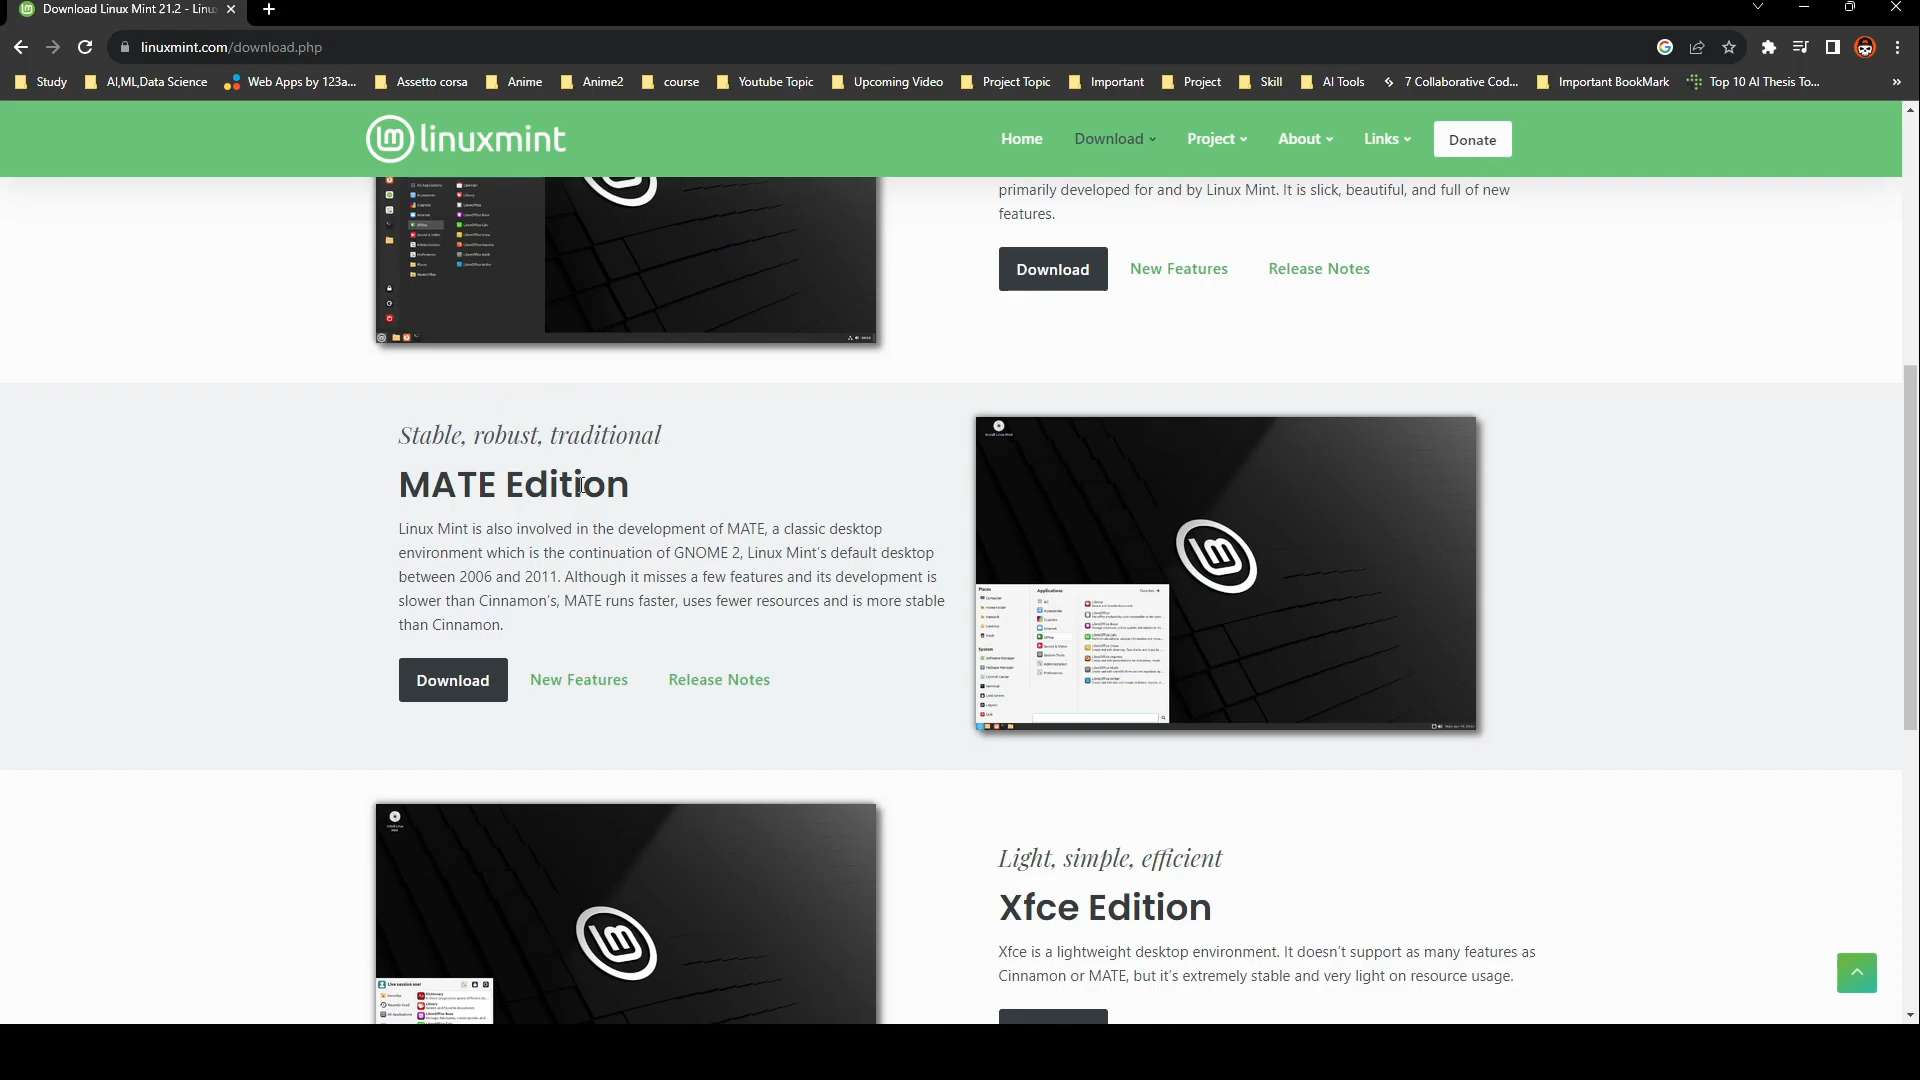 Download Linux Mint 21.2 - Linu
linuxmint.com/download.php
Study
AI,ML,Data Science
Web Apps by 123a...
Assetto corsa
Anime
Anime2
course
Youtube Topic
Upcoming Video
Project Topic
Important
Project
Skill
AI Tools
7 Collaborative Cod...
Important BookMark
Top 10 AI Thesis To...
linuxmint
Home
Download
Project
About
Links
Donate
primarily developed for and by Linux Mint. It is slick, beautiful, and full of new
features.
Download
New Features
Release Notes
Stable, robust, traditional
MATE Edition
Linux Mint is also involved in the development of MATE, a classic desktop
environment which is the continuation of GNOME 2, Linux Mint's default desktop
between 2006 and 2011. Although it misses a few features and its development is
slower than Cinnamon's, MATE runs faster, uses fewer resources and is more stable
than Cinnamon.
Download
New Features
Release Notes
Light, simple, efficient
Xfce Edition
Xfce is a lightweight desktop environment. It doesn't support as many features as
Cinnamon or MATE, but it's extremely stable and very light on resource usage.